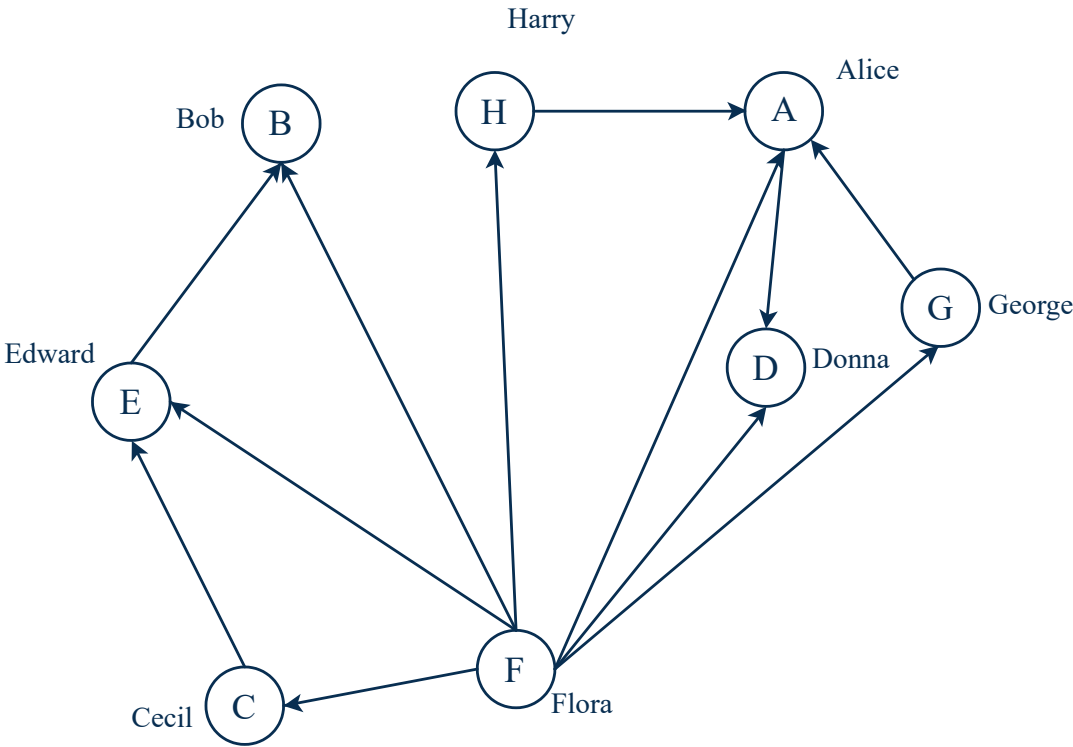 Harry
Alice
Bob
B
H
A
G
George
Edward
D
Donna
E
F
Flora
Cecil
C